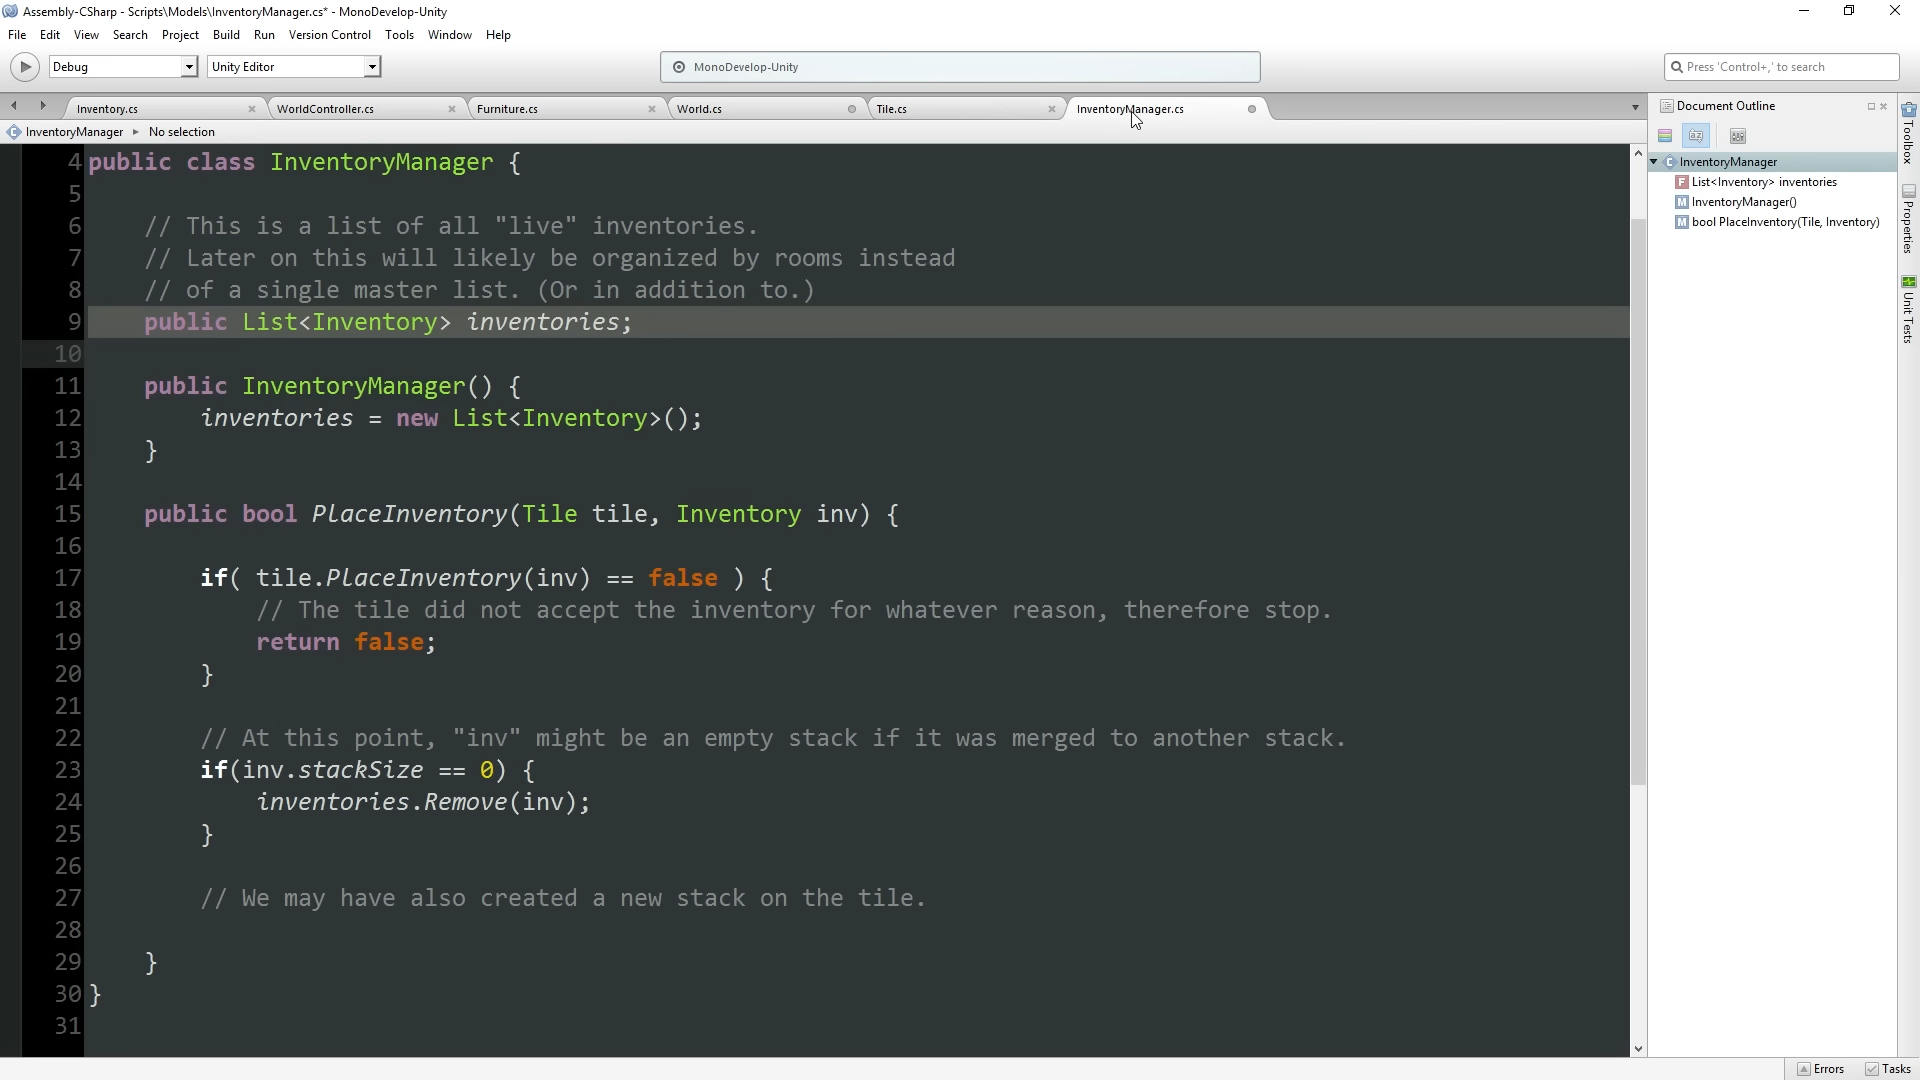 Assembly-CSharp - Scripts\Models\InventoryManager.cs* - MonoDevelop-Unity
File Edit View Search Project Build Run Version Control Tools Window Help
Debug Unity Editor MonoDevelop-Unity Press 'Control+,' to search
Inventory.cs WorldController.cs Furniture.cs World.cs Tile.cs InventoryManager.cs
InventoryManager No selection
4 public class InventoryManager {
5
6 // This is a list of all "live" inventories.
7 // Later on this will likely be organized by rooms instead
8 // of a single master list. (Or in addition to.)
9 public List<Inventory> inventories;
10
11 public InventoryManager() {
12 inventories = new List<Inventory>();
13 }
14
15 public bool PlaceInventory(Tile tile, Inventory inv) {
16
17 if( tile.PlaceInventory(inv) == false ) {
18 // The tile did not accept the inventory for whatever reason, therefore stop.
19 return false;
20 }
21
22 // At this point, "inv" might be an empty stack if it was merged to another stack.
23 if(inv.stackSize == 0) {
24 inventories.Remove(inv);
25 }
26
27 // We may have also created a new stack on the tile.
28
29 }
30 }
31
Document Outline
InventoryManager
List<Inventory> inventories
InventoryManager()
bool PlaceInventory(Tile, Inventory)
Toolbox
Properties
Unit Tests
Errors Tasks